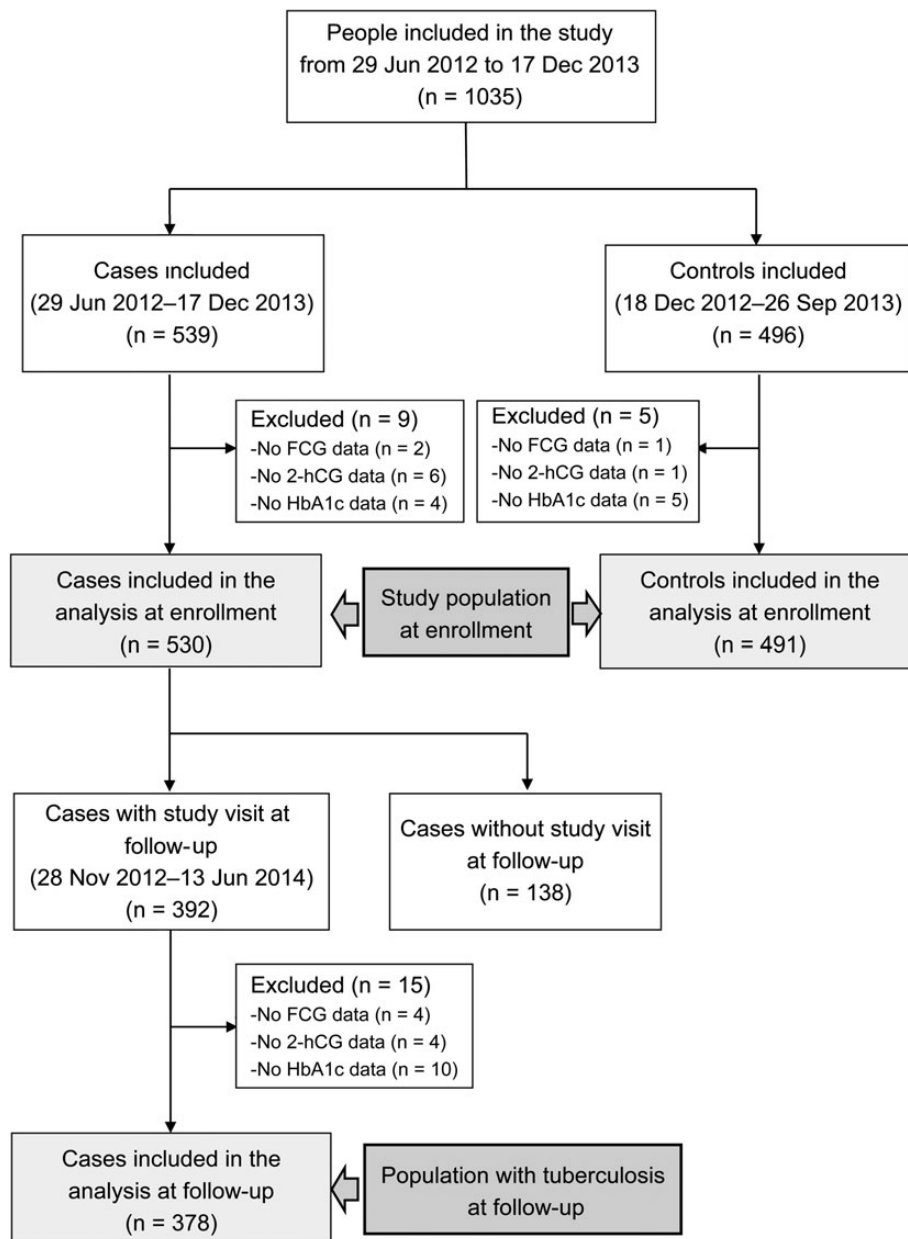 People included in the study
from 29 Jun 2012 to 17 Dec 2013
(n = 1035)
Cases included
(29 Jun 2012–17 Dec 2013)
(n = 539)
Controls included
(18 Dec 2012–26 Sep 2013)
(n = 496)
Excluded (n = 9)
-No FCG data (n = 2)
-No 2-hCG data (n = 6)
-No HbA1c data (n = 4)
Excluded (n = 5)
-No FCG data (n = 1)
-No 2-hCG data (n = 1)
-No HbA1c data (n = 5)
Cases included in the
analysis at enrollment
(n = 530)
Study population
at enrollment
Controls included in the
analysis at enrollment
(n = 491)
Cases with study visit at
follow-up
(28 Nov 2012–13 Jun 2014)
(n = 392)
Cases without study visit
at follow-up
(n = 138)
Excluded (n = 15)
-No FCG data (n = 4)
-No 2-hCG data (n = 4)
-No HbA1c data (n = 10)
Cases included in the
analysis at follow-up
(n = 378)
Population with tuberculosis
at follow-up